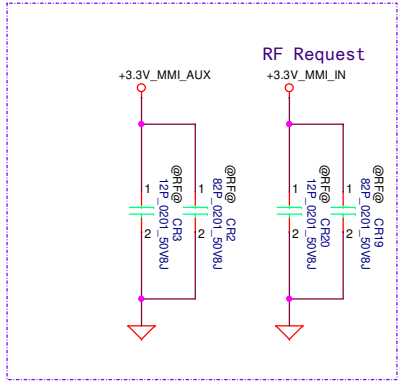 RF Request
+3.3V_MMI_AUX
+3.3V_MMI_IN
1
2
@RF@
CR3
12P_0201_50V8J
1
2
@RF@
CR2
82P_0201_50V8J
1
2
@RF@
CR20
12P_0201_50V8J
1
2
@RF@
CR19
82P_0201_50V8J